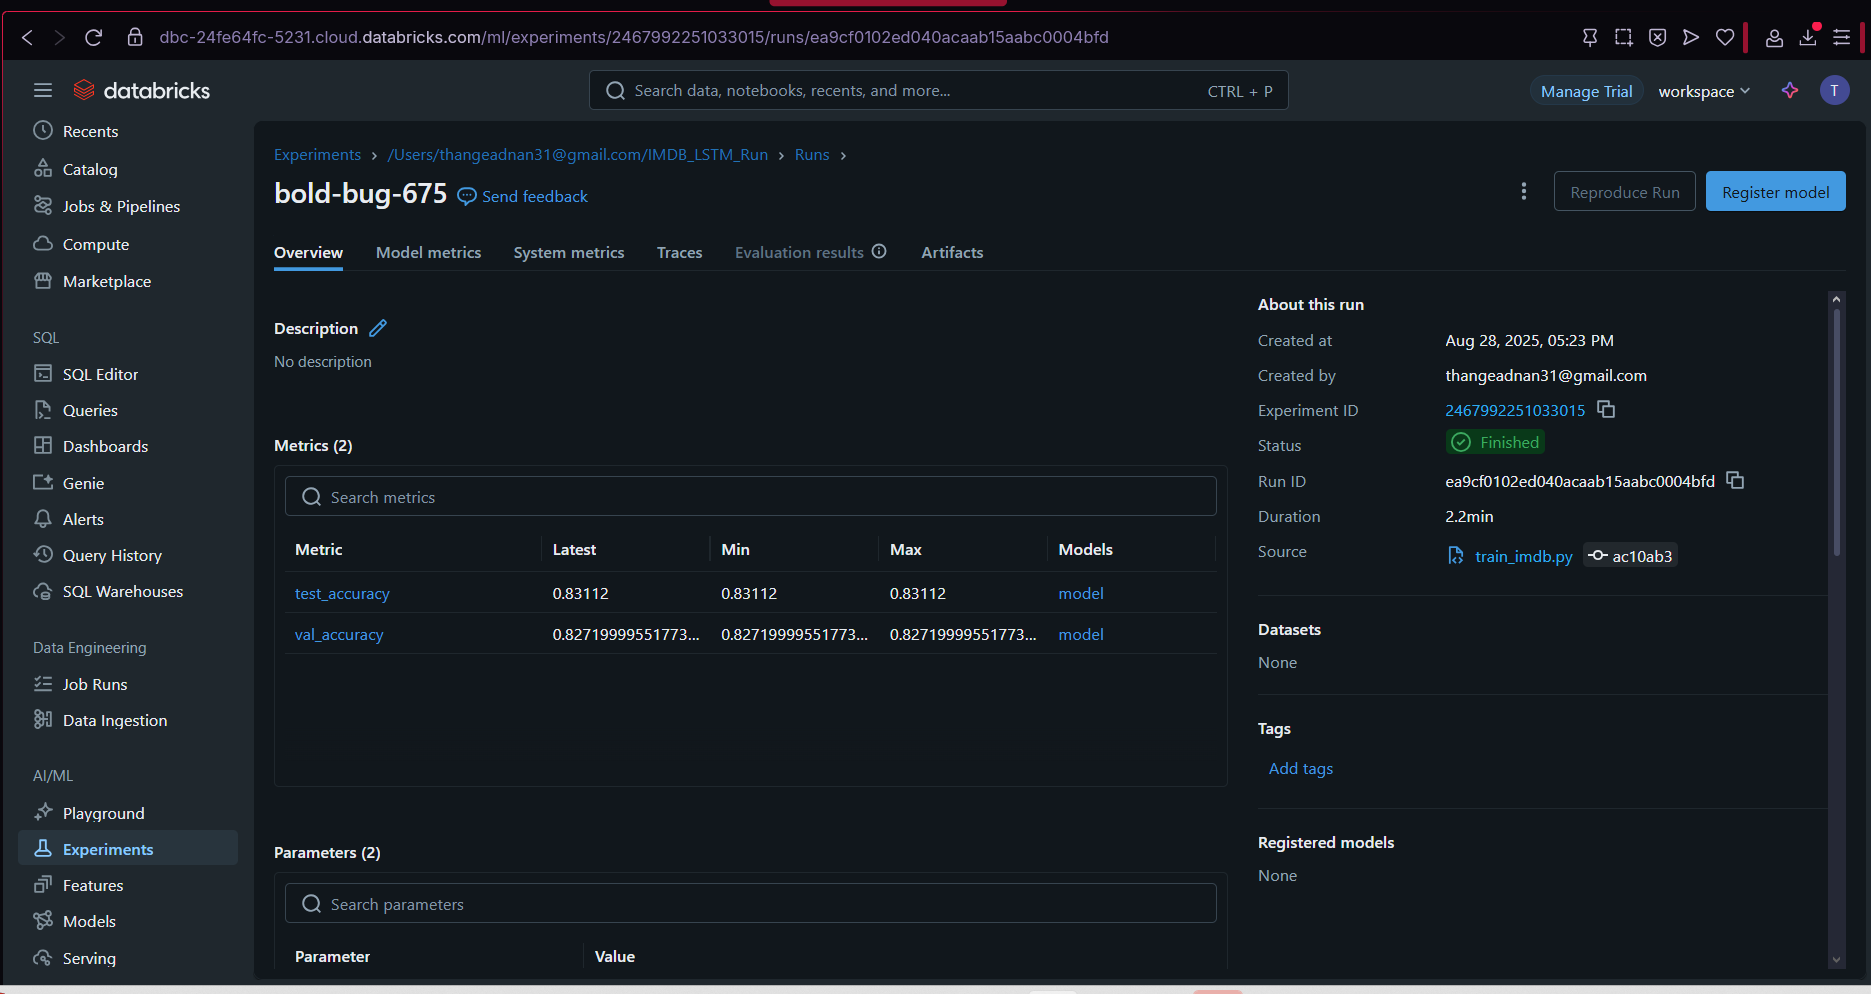 dbc-24fe64fc-5231.cloud.databricks.com/ml/experiments/2467992251033015/runs/ea9cf0102ed040acaab15aabc0004bfd
databricks
Search data, notebooks, recents, and more...
CTRL + P
Manage Trial
workspace
T
Recents
Catalog
Jobs & Pipelines
Compute
Marketplace
SQL
SQL Editor
Queries
Dashboards
Genie
Alerts
Query History
SQL Warehouses
Data Engineering
Job Runs
Data Ingestion
AI/ML
Playground
Experiments
Features
Models
Serving
Experiments > /Users/thangeadnan31@gmail.com/IMDB_LSTM_Run > Runs >
bold-bug-675
Send feedback
Reproduce Run
Register model
Overview
Model metrics
System metrics
Traces
Evaluation results
Artifacts
Description
No description
Metrics (2)
Search metrics
Metric Latest Min Max Models
test_accuracy 0.83112 0.83112 0.83112 model
val_accuracy 0.82719999551773... 0.82719999551773... 0.82719999551773... model
Parameters (2)
Search parameters
Parameter Value
About this run
Created at Aug 28, 2025, 05:23 PM
Created by thangeadnan31@gmail.com
Experiment ID 2467992251033015
Status Finished
Run ID ea9cf0102ed040acaab15aabc0004bfd
Duration 2.2min
Source train_imdb.py ac10ab3
Datasets
None
Tags
Add tags
Registered models
None